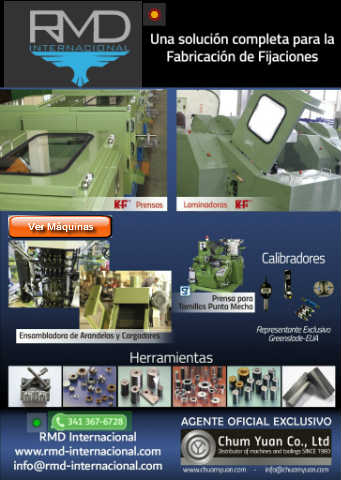 RMD
INTERNACIONAL
Una solución completa para la
Fabricación de Fijaciones
Prensas
Laminadoras
Ver Máquinas
Ensambladora de Arandelas y Cargadores
Prensa para
Tornillos Punta Mecha
Calibradores
Representante Exclusivo
Greenslade-EUA
Herramientas
341 367-6728
RMD Internacional
www.rmd-internacional.com
info@rmd-internacional.com
AGENTE OFICIAL EXCLUSIVO
Chum Yuan Co., Ltd
Distributor of machines and toolings SINCE 1980
www.chuomyuan.com - info@chuomyuan.com